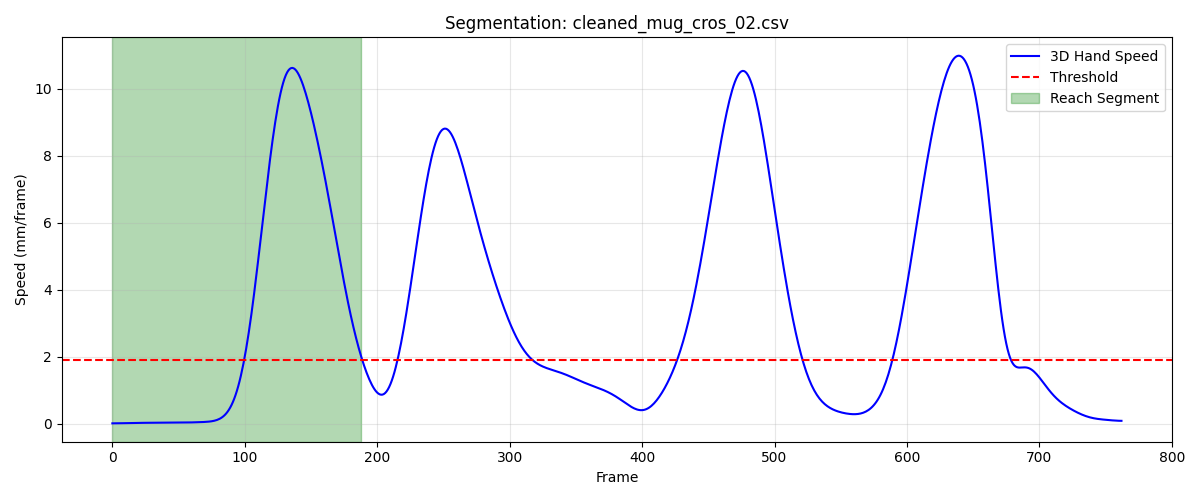 Segmentation: cleaned_mug_cros_02.csv
3D Hand Speed
Threshold
Reach Segment
Speed (mm/frame)
10
8
6
4
2
0
0 100 200 300 400 500 600 700 800
Frame